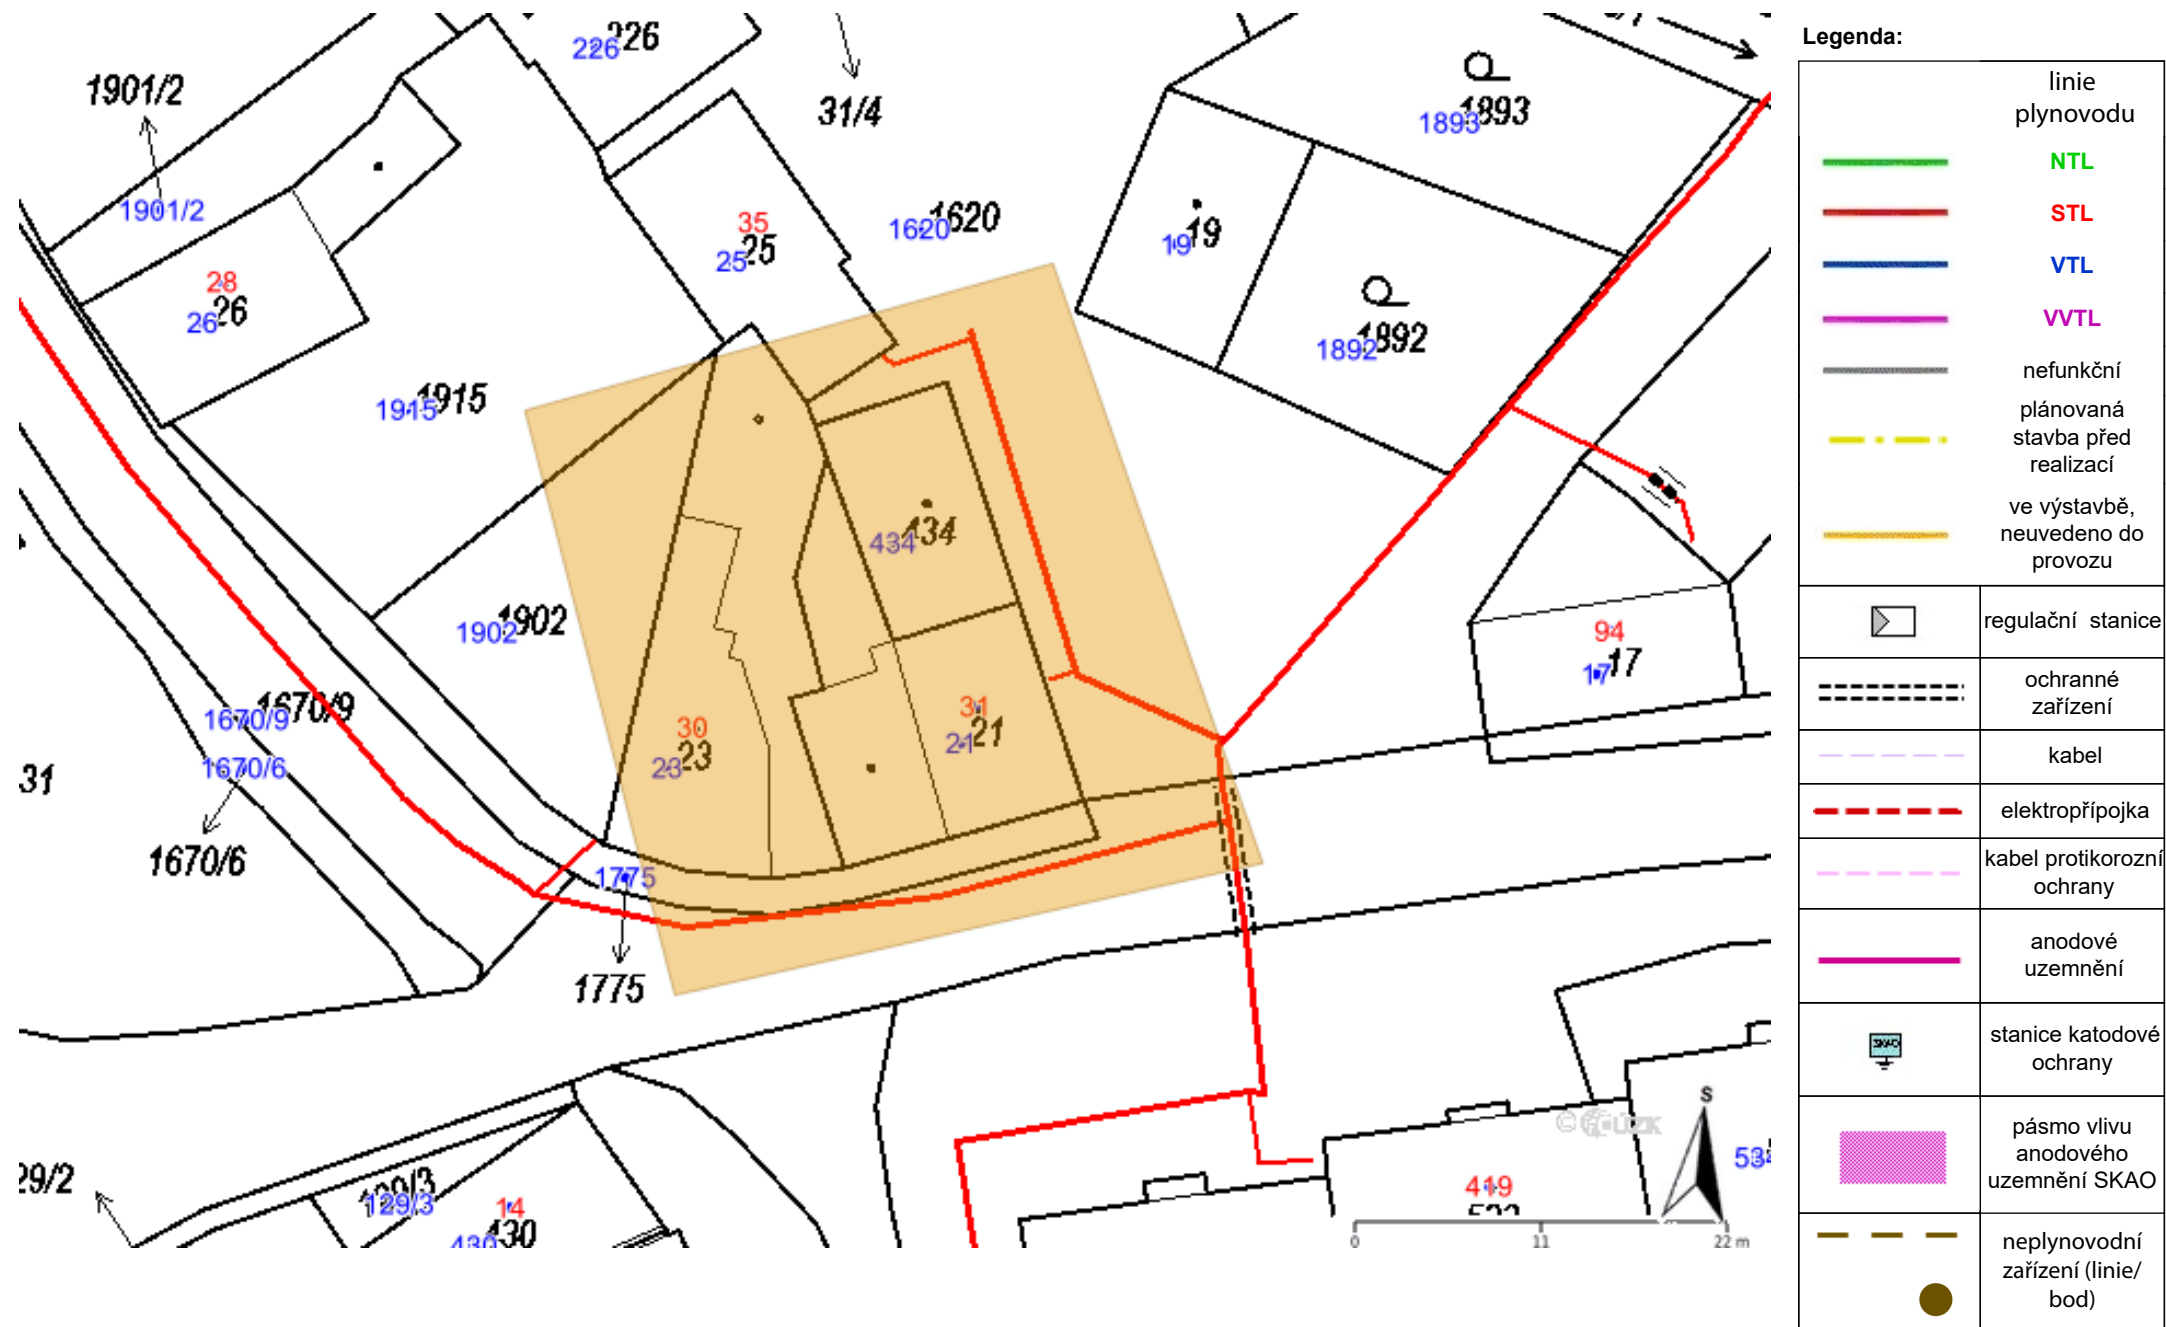 226
226
1901/2
31/4
1893
1893
1901/2
35
25
25
1620
1620
19
19
28
26
26
1892
1892
1915
1915
434
434
1902
1902
94
17
17
1670/9
1670/9
31
21
21
30
23
23
1670/6
31
1670/6
1775
1775
29/2
129/3
129/3
14
430
430
419
S
0
11
22 m
Legenda:
linie
plynovodu
NTL
STL
VTL
VVTL
nefunkční
plánovaná
stavba před
realizací
ve výstavbě,
neuvedeno do
provozu
regulační stanice
ochranné
zařízení
kabel
elektropřípojka
kabel protikorozní
ochrany
anodové
uzemnění
SKAO
stanice katodové
ochrany
pásmo vlivu
anodového
uzemnění SKAO
neplynovodní
zařízení (linie/
bod)